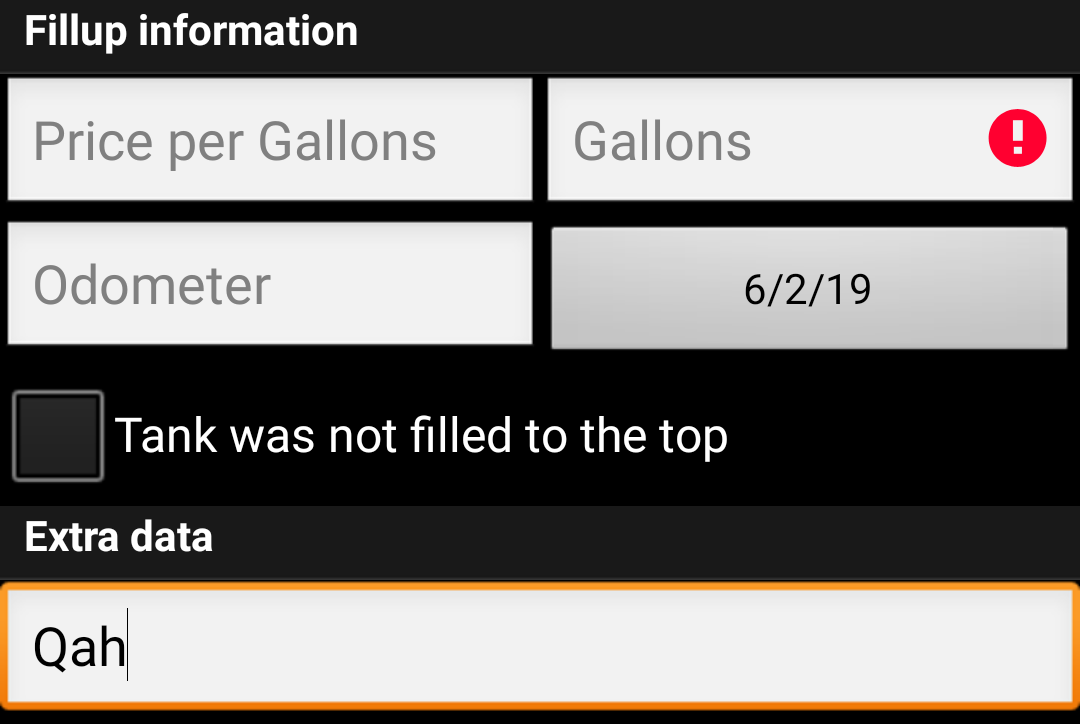 Fillup information
Price per Gallons
Gallons
Odometer
6/2/19
Tank was not filled to the top
Extra data
Qah